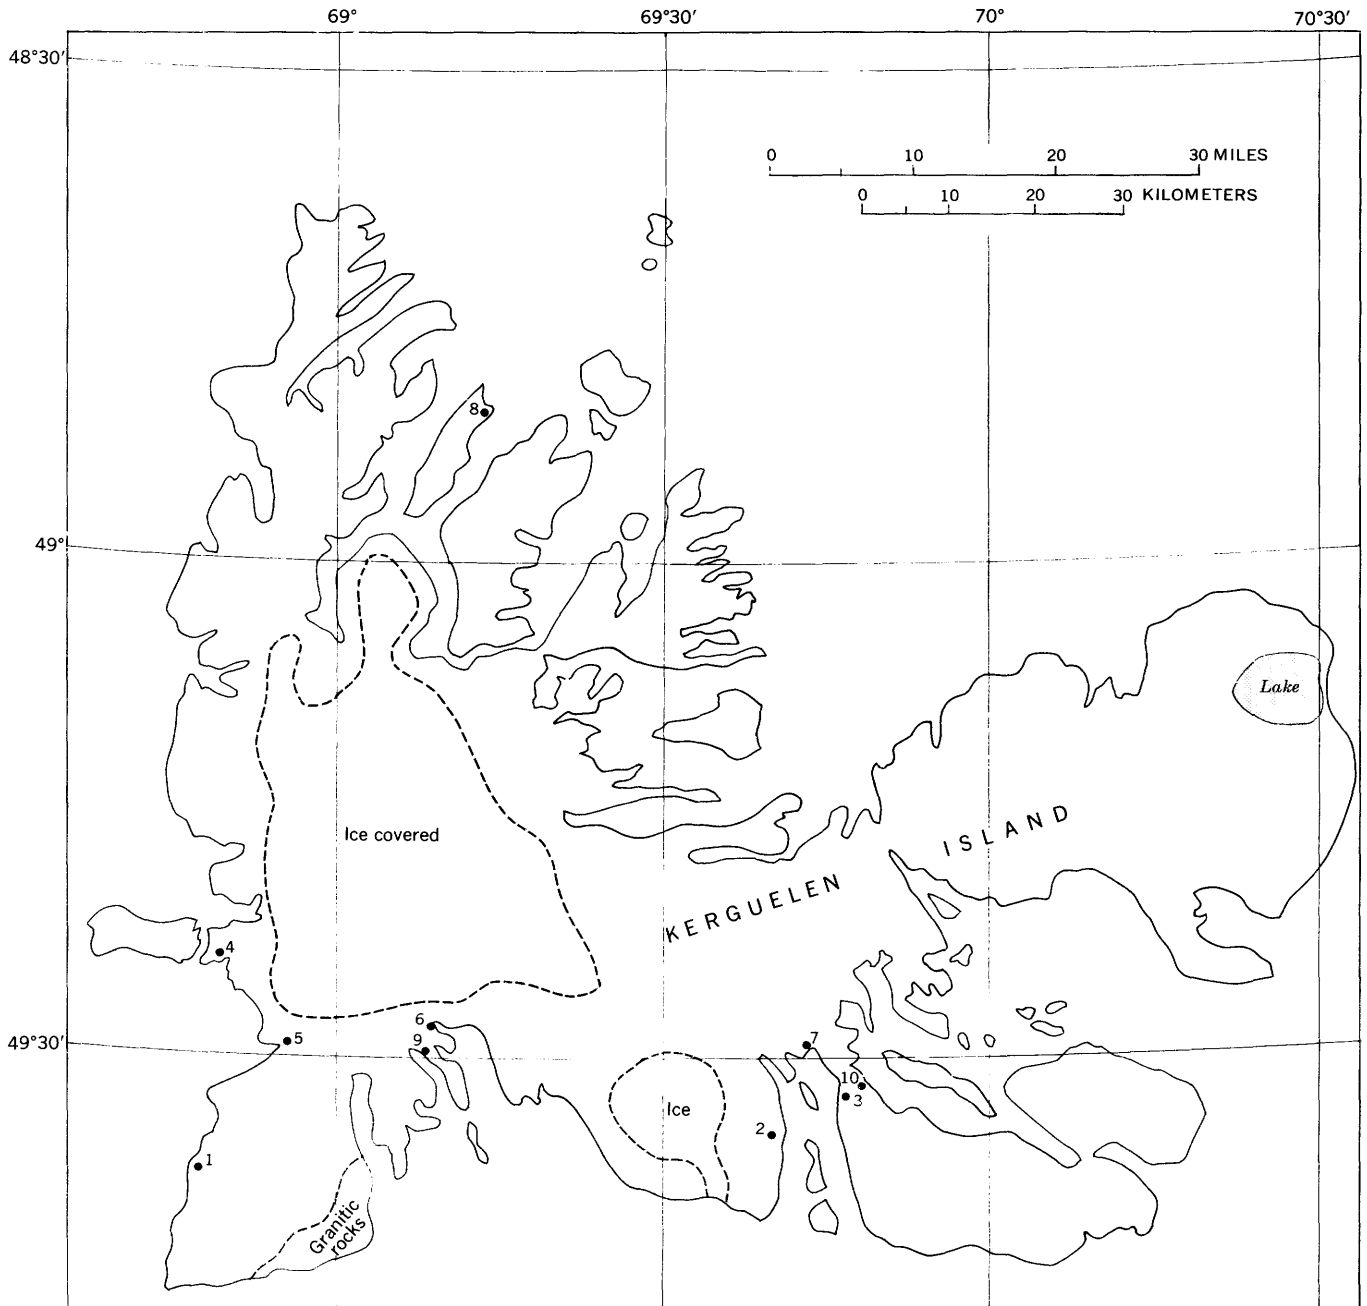 69° 69°30′ 70° 70°30′
48°30′
0 10 20 30 MILES
0 10 20 30 KILOMETERS
8
49°
Lake
Ice covered
KERGUELEN ISLAND
4
6
5
9
7
49°30′
10
3
Ice
2
1
Granitic
rocks